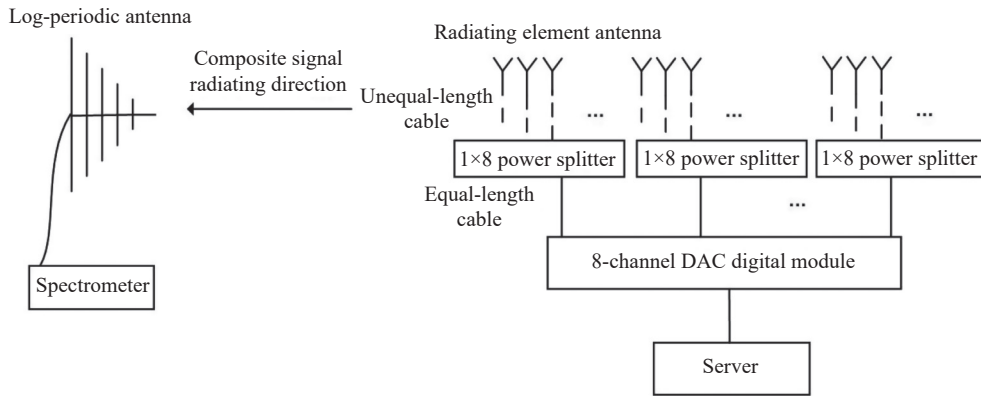 Log-periodic antenna
Radiating element antenna
Composite signal
radiating direction
Unequal-length
cable
...
...
...
1×8 power splitter
1×8 power splitter
1×8 power splitter
Equal-length
cable
...
8-channel DAC digital module
Spectrometer
Server